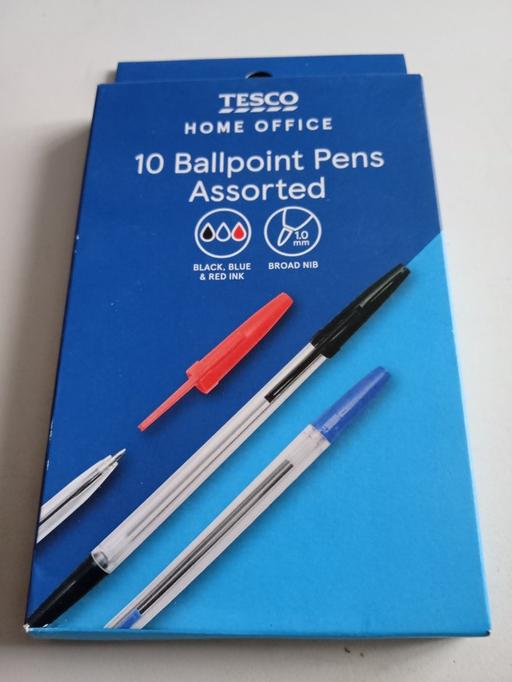 TESCO
HOME OFFICE
10 Ballpoint Pens
Assorted
1.0
mm
BLACK, BLUE
& RED INK
BROAD NIB